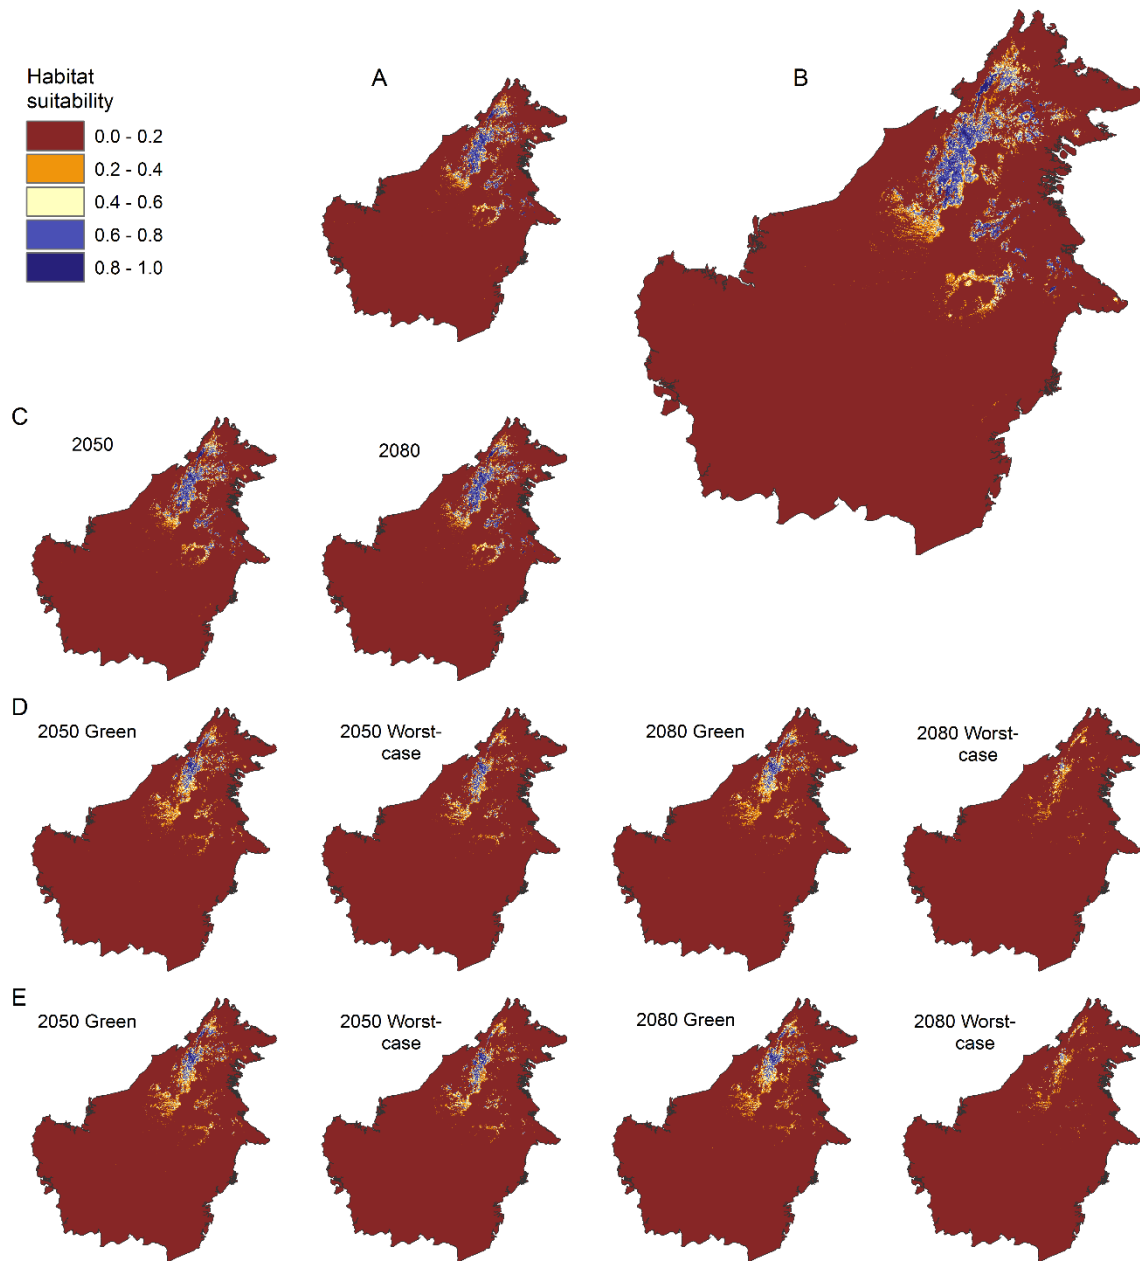 Habitat
suitability
0.0 - 0.2
0.2 - 0.4
0.4 - 0.6
0.6 - 0.8
0.8 - 1.0
A
B
C
2050
2080
D
2050 Green
2050 Worst-
case
2080 Green
2080 Worst-
case
E
2050 Green
2050 Worst-
case
2080 Green
2080 Worst-
case